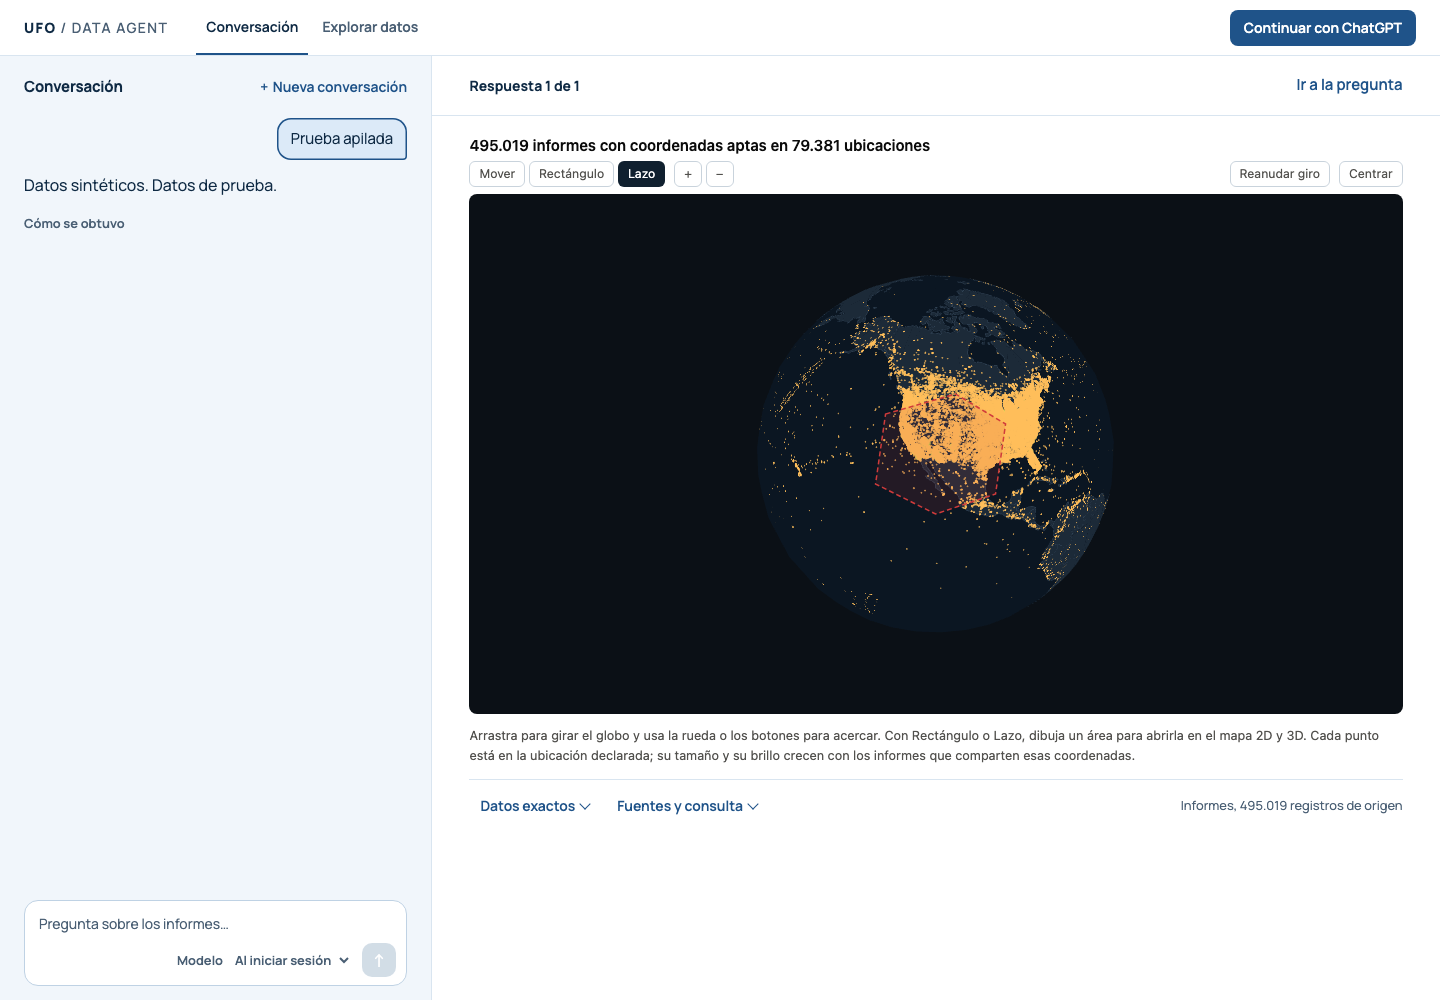 UFO / DATA AGENT
Conversación
Explorar datos
Continuar con ChatGPT
Conversación
+ Nueva conversación
Prueba apilada
Datos sintéticos. Datos de prueba.
Cómo se obtuvo
Pregunta sobre los informes…
Modelo
Al iniciar sesión
Respuesta 1 de 1
Ir a la pregunta
495.019 informes con coordenadas aptas en 79.381 ubicaciones
Mover
Rectángulo
Lazo
+
−
Reanudar giro
Centrar
Arrastra para girar el globo y usa la rueda o los botones para acercar. Con Rectángulo o Lazo, dibuja un área para abrirla en el mapa 2D y 3D. Cada punto
está en la ubicación declarada; su tamaño y su brillo crecen con los informes que comparten esas coordenadas.
Datos exactos
Fuentes y consulta
Informes, 495.019 registros de origen